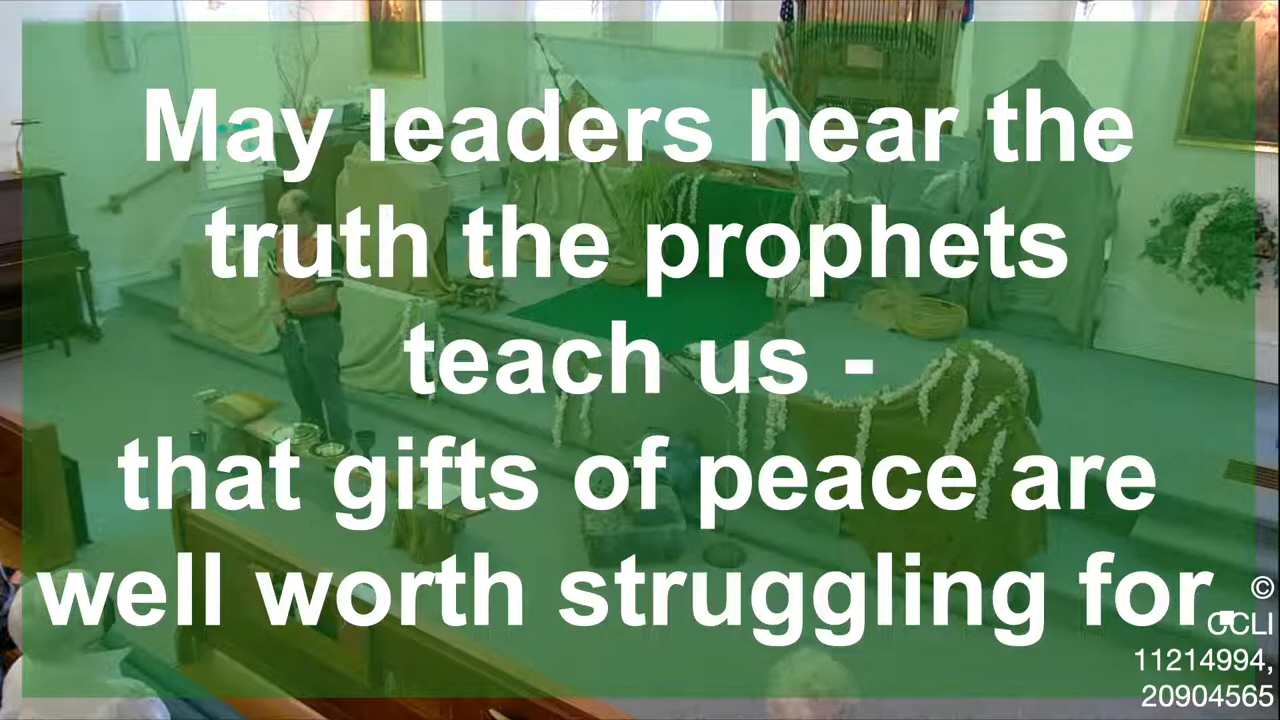 May leaders hear the
truth the prophets
teach us -
that gifts of peace are
well worth struggling for.
©
CCLI
11214994,
20904565